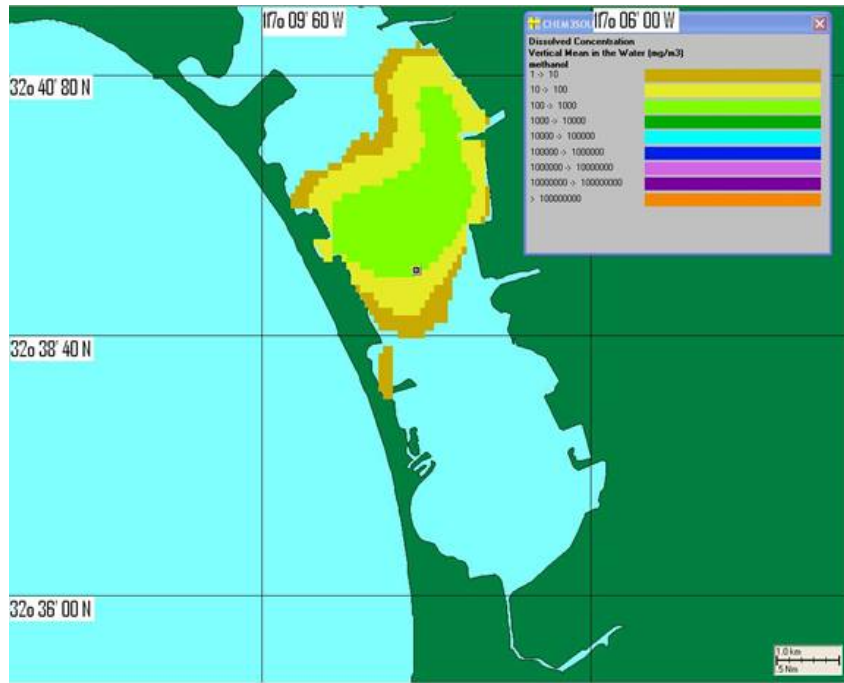 117o 09' 60 W
117o 06' 00 W
CHEM3SOU
Dissolved Concentration
Vertical Mean in the Water (mg/m3)
methanol
1 -> 10
10 -> 100
100 -> 1000
1000 -> 10000
10000 -> 100000
100000 -> 1000000
1000000 -> 10000000
10000000 -> 100000000
> 100000000
32o 40' 80 N
32o 38' 40 N
32o 36' 00 N
1.0 km
.5 Nm